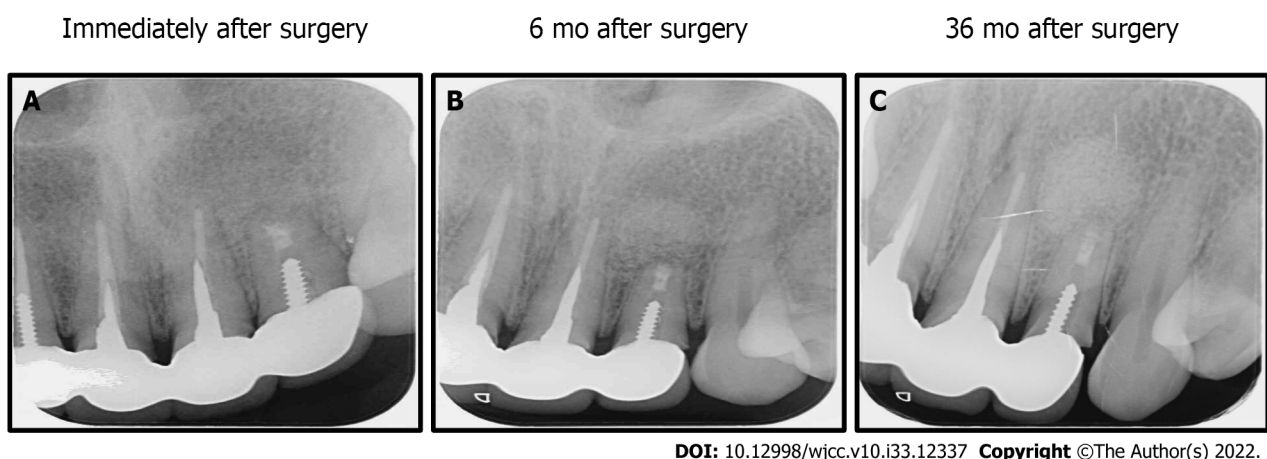 Immediately after surgery
6 mo after surgery
36 mo after surgery
A
B
C
DOI: 10.12998/wjcc.v10.i33.12337 Copyright ©The Author(s) 2022.